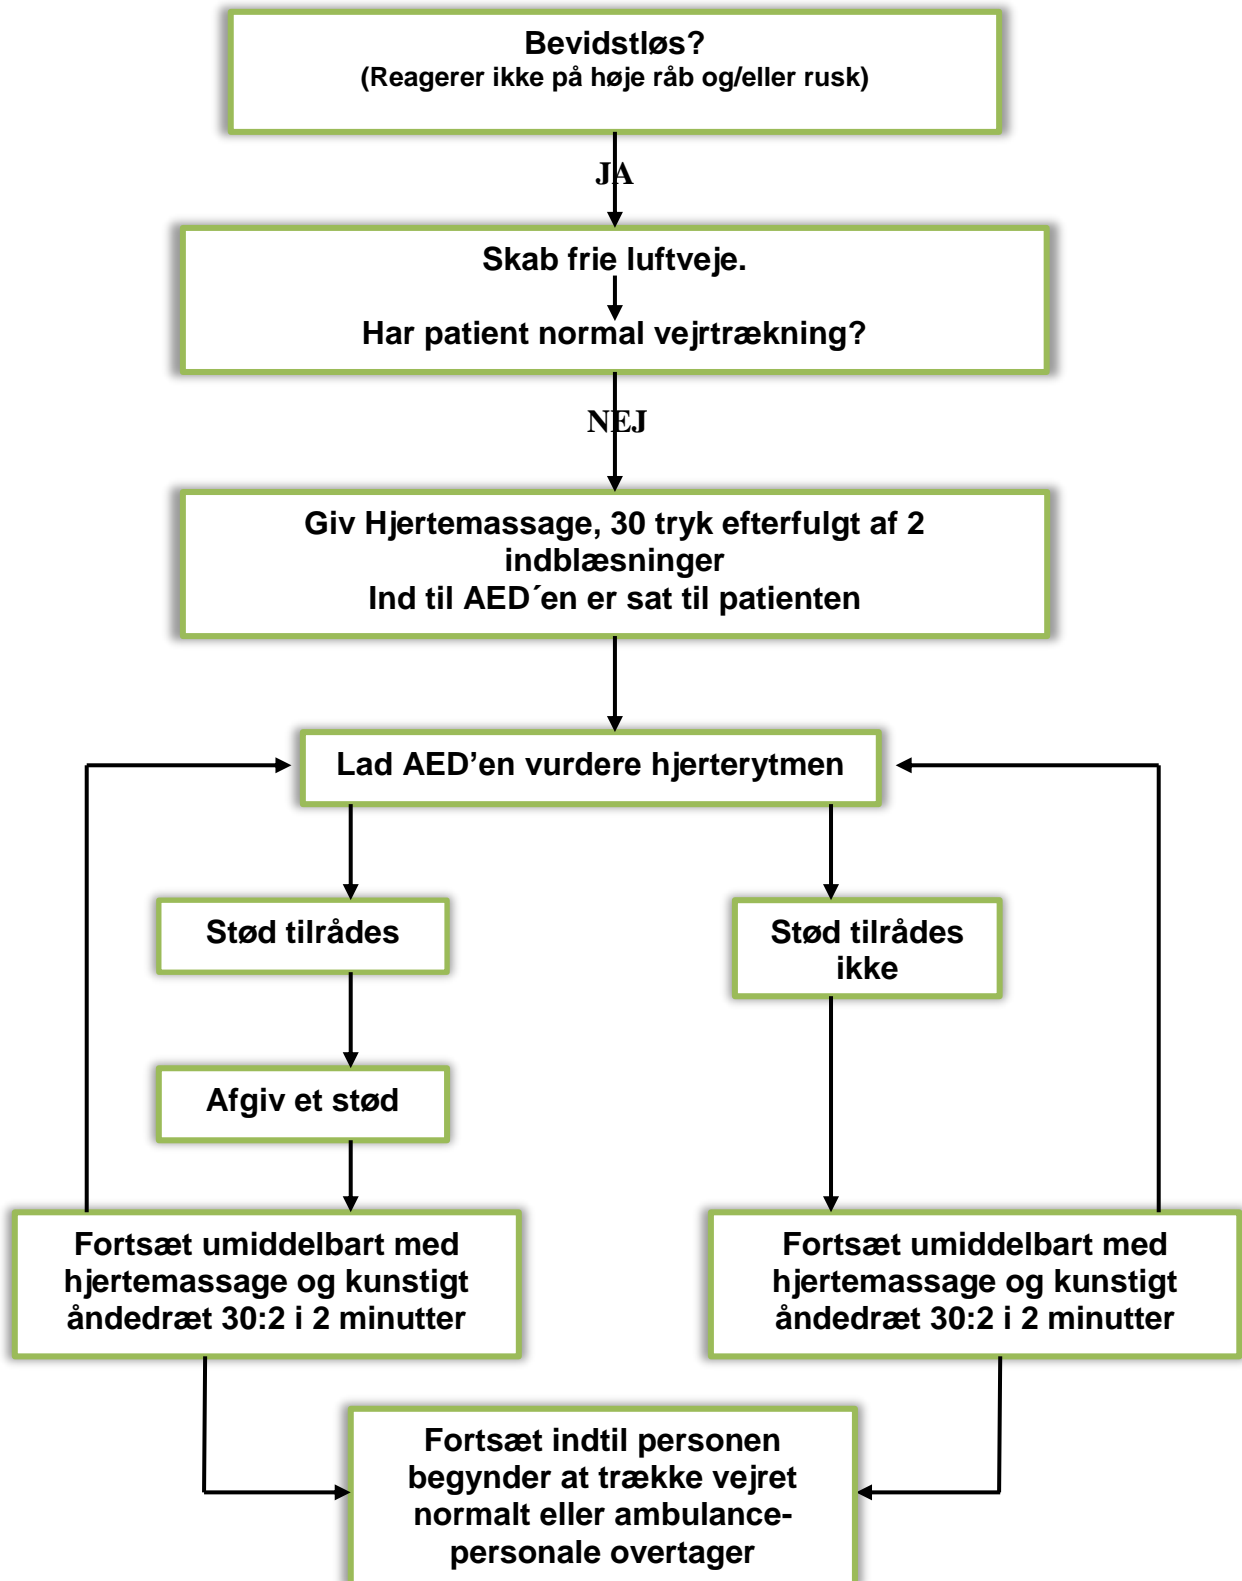 Bevidstløs?
(Reagerer ikke på høje råb og/eller rusk)
JA
Skab frie luftveje.
Har patient normal vejrtrækning?
NEJ
Giv Hjertemassage, 30 tryk efterfulgt af 2
indblæsninger
Ind til AED´en er sat til patienten
Lad AED’en vurdere hjerterytmen
Stød tilrådes
Stød tilrådes
ikke
Afgiv et stød
Fortsæt umiddelbart med
hjertemassage og kunstigt
åndedræt 30:2 i 2 minutter
Fortsæt umiddelbart med
hjertemassage og kunstigt
åndedræt 30:2 i 2 minutter
Fortsæt indtil personen
begynder at trække vejret
normalt eller ambulance-
personale overtager